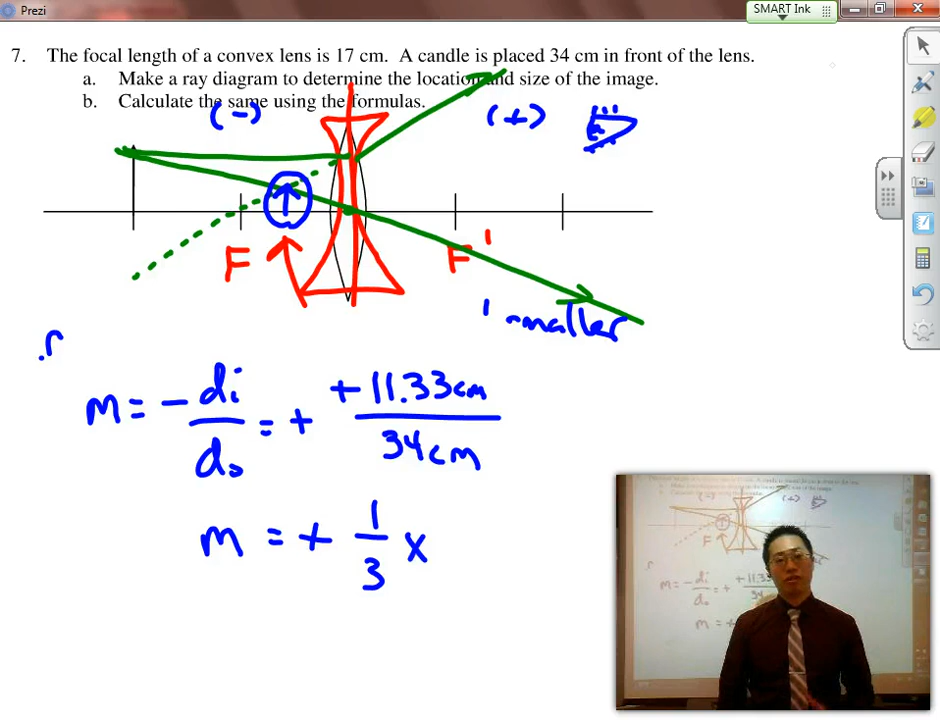 Prezi
SMART Ink
7. The focal length of a convex lens is 17 cm. A candle is placed 34 cm in front of the lens.
a. Make a ray diagram to determine the location and size of the image.
b. Calculate the same using the formulas.
(-) (+)
F F'
smaller
m = - di/do = + +11.33cm/34cm
m = + 1/3 x